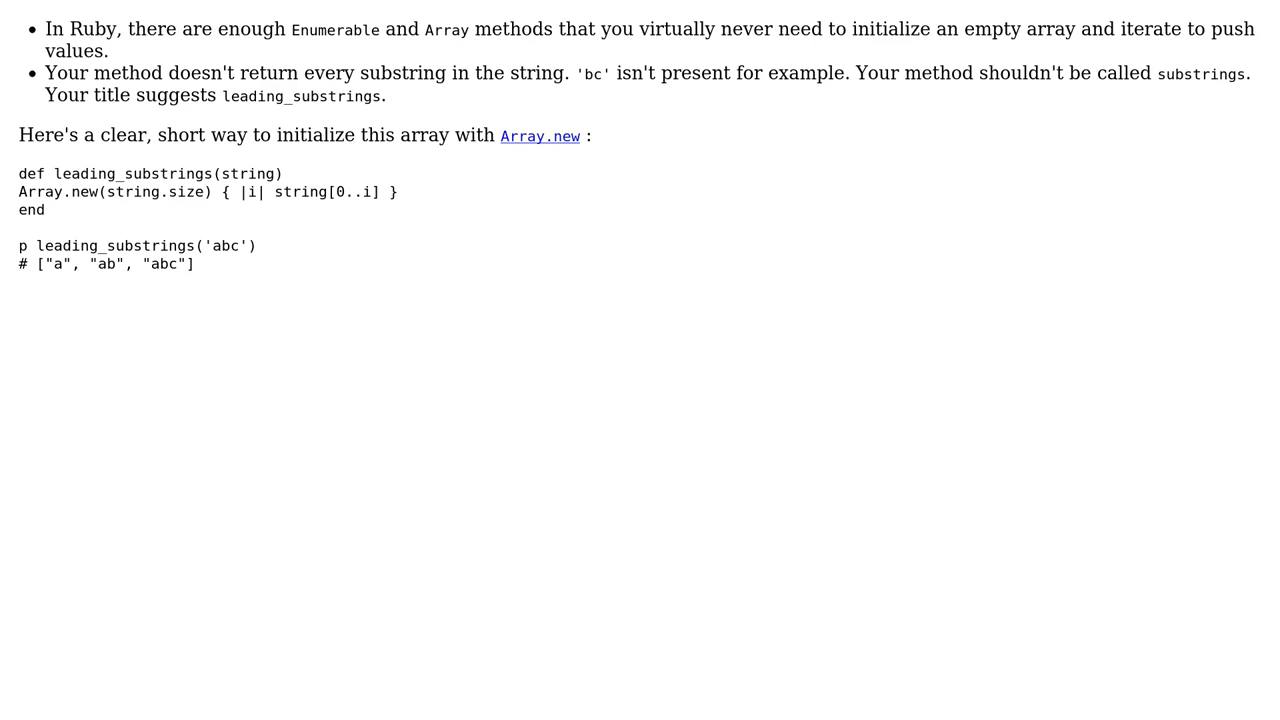 • In Ruby, there are enough Enumerable and Array methods that you virtually never need to initialize an empty array and iterate to push
values.
• Your method doesn't return every substring in the string. 'bc' isn't present for example. Your method shouldn't be called substrings.
Your title suggests leading_substrings.
Here's a clear, short way to initialize this array with Array.new :
def leading_substrings(string)
Array.new(string.size) { |i| string[0..i] }
end
p leading_substrings('abc')
# ["a", "ab", "abc"]